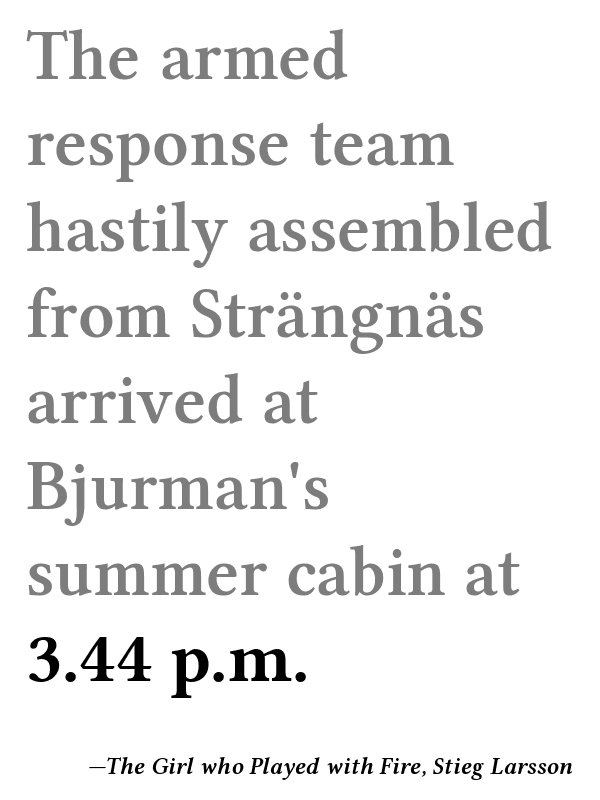 The armed
response team
hastily assembled
from Strängnäs
arrived at
Bjurman's
summer cabin at
3.44 p.m.
—The Girl who Played with Fire, Stieg Larsson